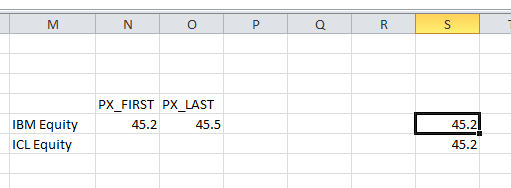 M N O P Q R S
PX_FIRST PX_LAST
IBM Equity 45.2 45.5 45.2
ICL Equity 45.2